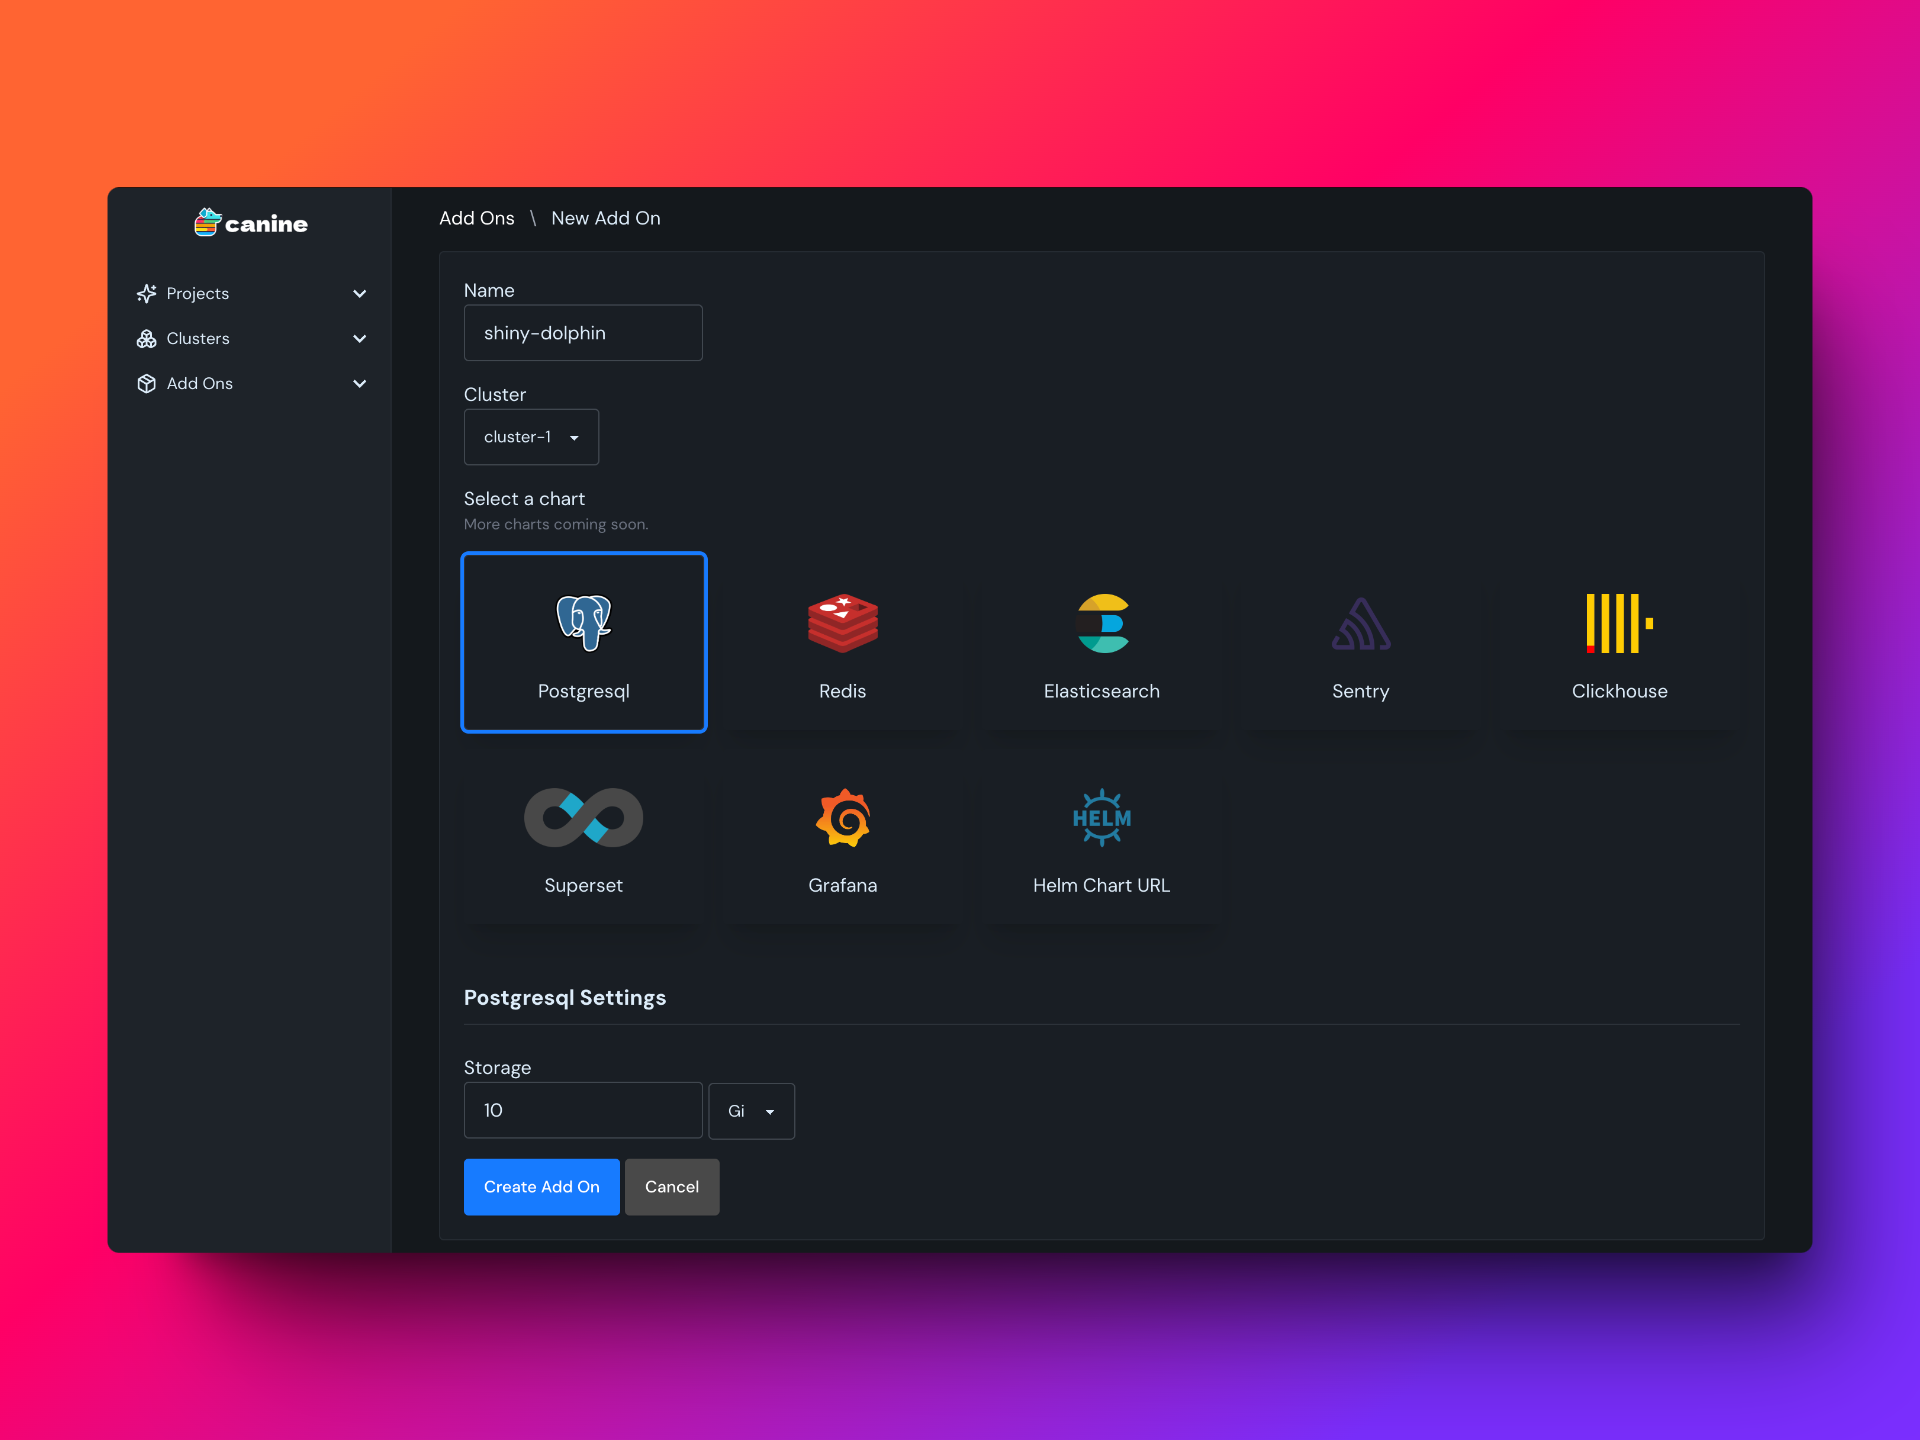 canine
Projects
Clusters
Add Ons
Add Ons \ New Add On
Name
shiny-dolphin
Cluster
cluster-1
Select a chart
More charts coming soon.
Postgresql
Redis
Elasticsearch
Sentry
Clickhouse
Superset
Grafana
HELM
Helm Chart URL
Postgresql Settings
Storage
10 Gi
Create Add On Cancel